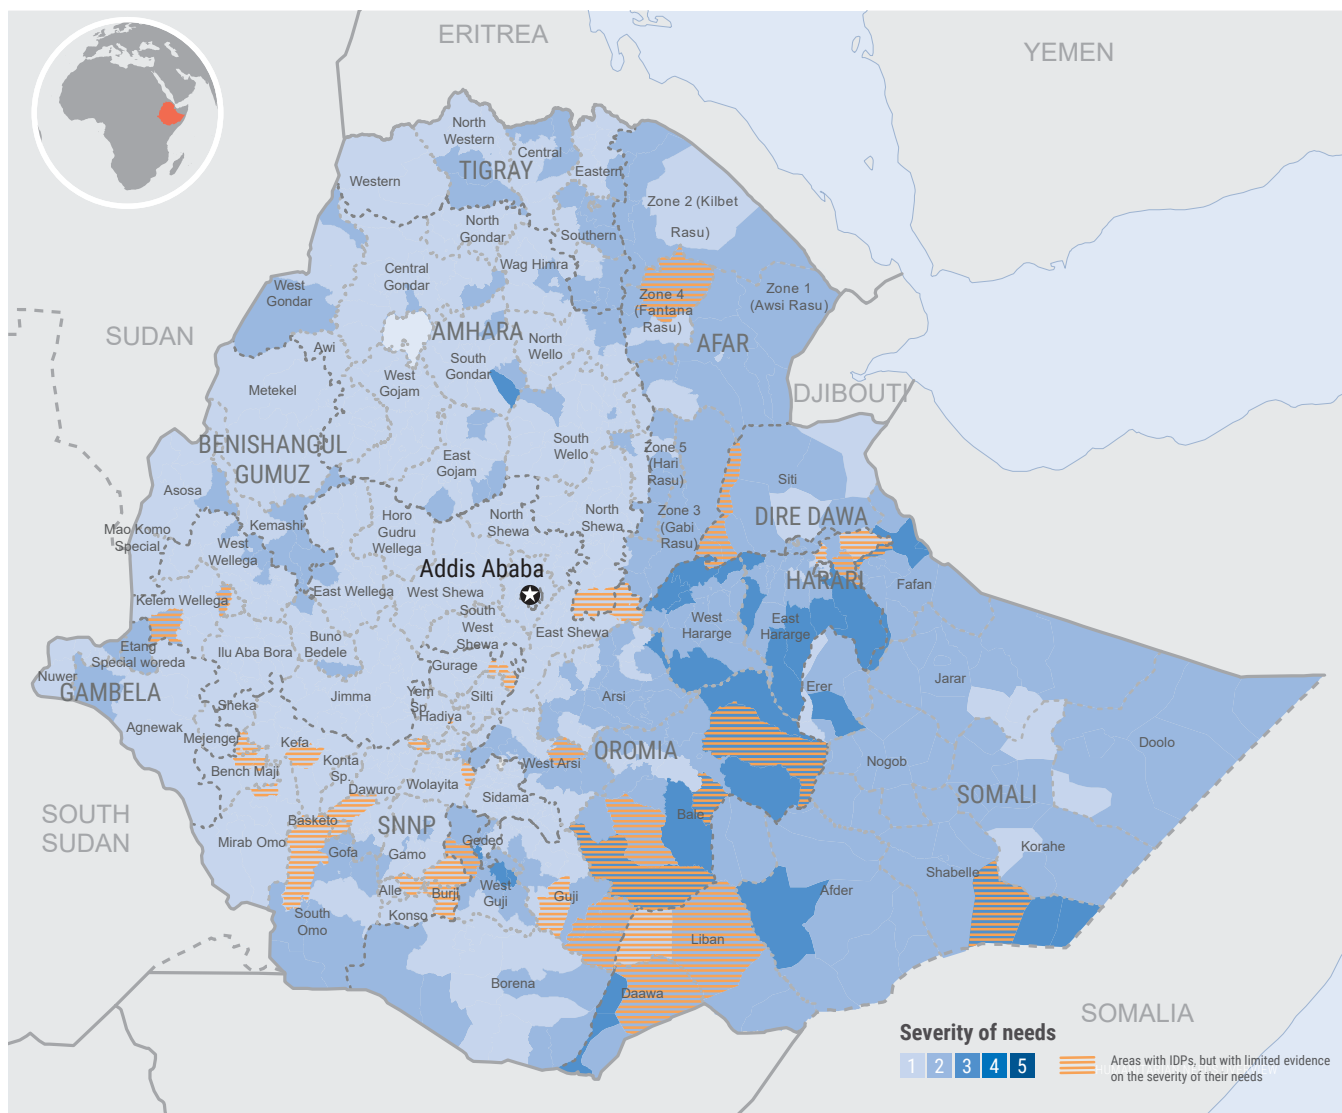 ERITREA
YEMEN
North
Western
Central
TIGRAY
Eastern
Western
Zone 2 (Kilbet
Rasu)
North
Gondar
Southern
Wag Himra
Central
Gondar
West
Gondar
Zone 4
(Fantana
Rasu)
Zone 1
(Awsi Rasu)
SUDAN
AMHARA
AFAR
Awi
North
Wello
South
Gondar
West
Gojam
Metekel
DJIBOUTI
BENISHANGUL
GUMUZ
South
Wello
East
Gojam
Zone 5
(Hari
Rasu)
Siti
Asosa
Mao Komo
Special
Kemashi
Horo
Gudru
Wellega
North
Shewa
North
Shewa
Zone 3
(Gabi
Rasu)
DIRE DAWA
West
Wellega
Addis Ababa
HARARI
Fafan
Kelem Wellega
East Wellega
West Shewa
South
West
Shewa
East Shewa
West
Hararge
East
Hararge
Etang
Special woreda
Ilu Aba Bora
Buno
Bedele
Gurage
Nuwer
GAMBELA
Jimma
Yem
Sp.
Silti
Arsi
Erer
Jarar
Sheka
Hadiya
Agnewak
Mejenger
Kefa
OROMIA
Doolo
Bench Maji
Konta
Sp.
West Arsi
Nogob
Dawuro
Wolayita
Sidama
SOMALI
SOUTH
SUDAN
Basketo
SNNP
Bale
Mirab Omo
Gofa
Gamo
Gedeo
Korahe
Shabelle
Alle
Burji
West
Guji
Guji
Afder
South
Omo
Konso
Liban
Borena
Daawa
SOMALIA
Severity of needs
1 2 3 4 5
Areas with IDPs, but with limited evidence
on the severity of their needs